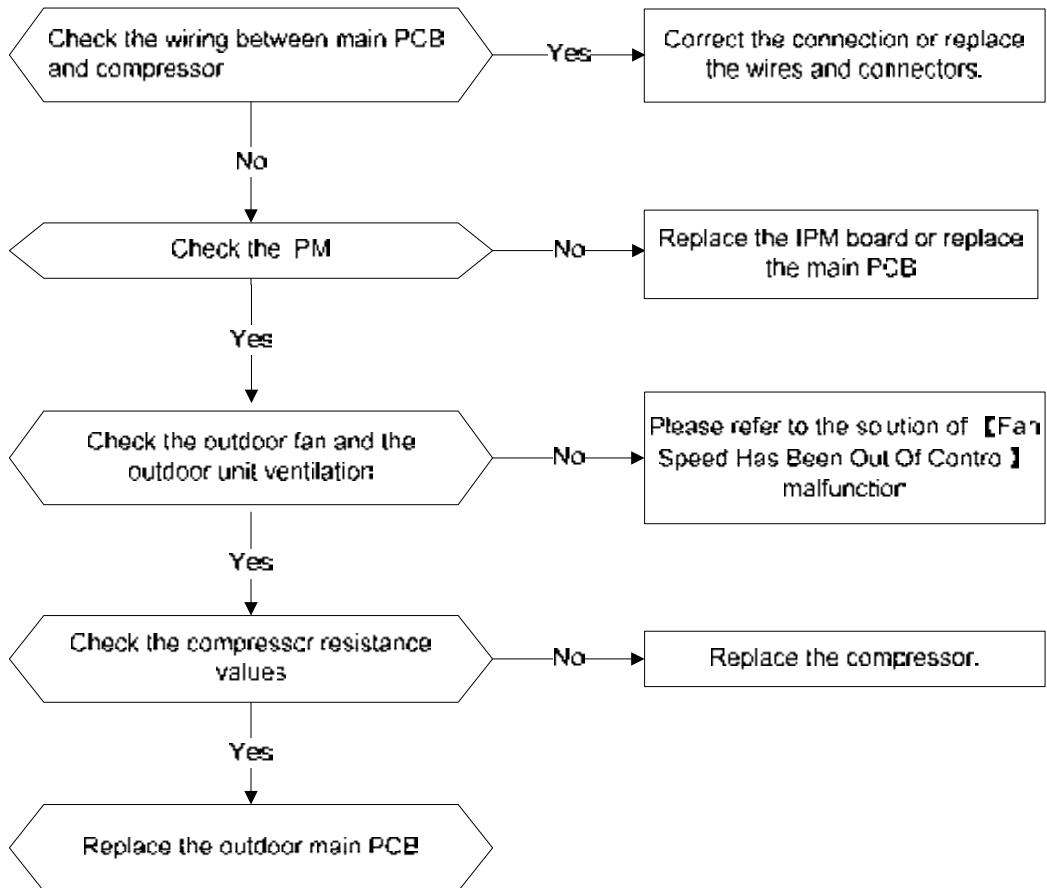 Check the wiring between main PCB
and compressor
Yes
Correct the connection or replace
the wires and connectors.
No
Check the PM
No
Replace the IPM board or replace
the main PCB
Yes
Check the outdoor fan and the
outdoor unit ventilation
No
Please refer to the solution of 【Fan
Speed Has Been Out Of Contro】
malfunction
Yes
Check the compressor resistance
values
No
Replace the compressor.
Yes
Replace the outdoor main PCB